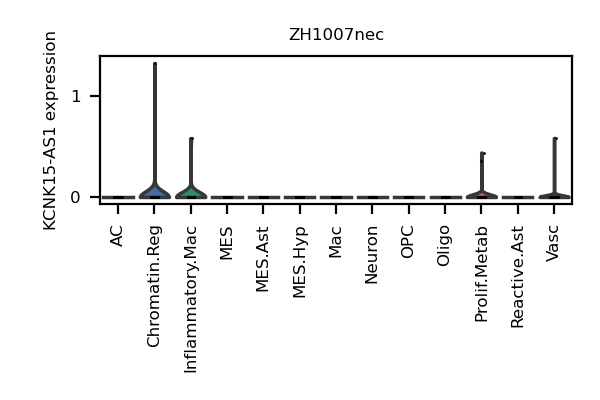 ZH1007nec
KCNK15-AS1 expression
1
0
AC
Chromatin.Reg
Inflammatory.Mac
MES
MES.Ast
MES.Hyp
Mac
Neuron
OPC
Oligo
Prolif.Metab
Reactive.Ast
Vasc